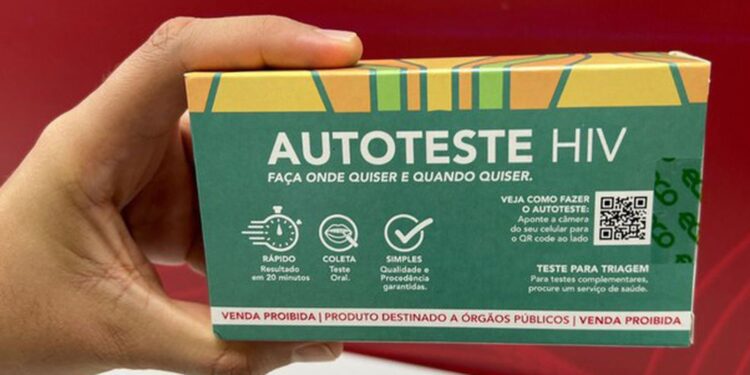 AUTOTESTE HIV
FAÇA ONDE QUISER E QUANDO QUISER.
RÁPIDO
Resultado
em 20 minutos
COLETA
Teste
Oral.
SIMPLES
Qualidade e
Procedência
garantidas.
VEJA COMO FAZER
O AUTOTESTE:
Aponte a câmera
do seu celular para
o QR code ao lado
TESTE PARA TRIAGEM
Para testes complementares,
procure um serviço de saúde.
VENDA PROIBIDA | PRODUTO DESTINADO A ÓRGÃOS PÚBLICOS | VENDA PROIBIDA